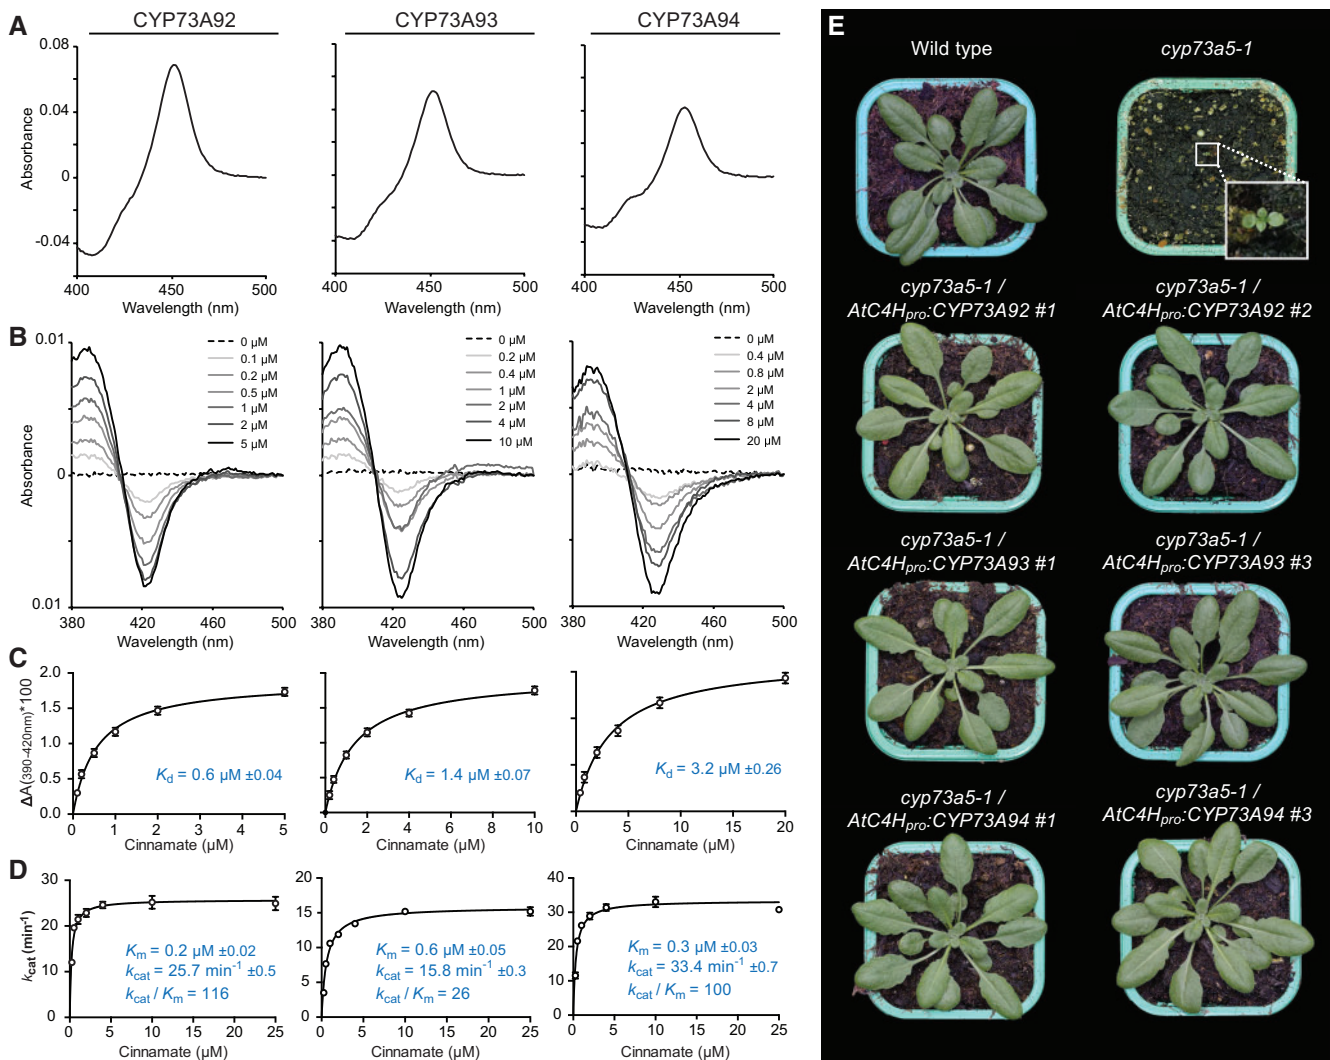 A
CYP73A92
CYP73A93
CYP73A94
0.08
0.04
0
-0.04
Absorbance
400 450 500
400 450 500
400 450 500
Wavelength (nm)
Wavelength (nm)
Wavelength (nm)
B
0.01
0
0.01
Absorbance
0 µM
0.1 µM
0.2 µM
0.5 µM
1 µM
2 µM
5 µM
0 µM
0.2 µM
0.4 µM
1 µM
2 µM
4 µM
10 µM
0 µM
0.4 µM
0.8 µM
2 µM
4 µM
8 µM
20 µM
380 420 460 500
380 420 460 500
380 420 460 500
Wavelength (nm)
Wavelength (nm)
Wavelength (nm)
C
2.0
1.5
1.0
0.5
0.0
ΔA(390-420nm)*100
Kd = 0.6 µM ±0.04
Kd = 1.4 µM ±0.07
Kd = 3.2 µM ±0.26
0 1 2 3 4 5
0 2 4 6 8 10
0 5 10 15 20
Cinnamate (µM)
Cinnamate (µM)
Cinnamate (µM)
D
30
20
10
0
kcat (min-1)
Km = 0.2 µM ±0.02
kcat = 25.7 min-1 ±0.5
kcat / Km = 116
0 5 10 15 20 25
Cinnamate (µM)
20
15
10
5
0
Km = 0.6 µM ±0.05
kcat = 15.8 min-1 ±0.3
kcat / Km = 26
0 5 10 15 20 25
Cinnamate (µM)
40
30
20
10
0
Km = 0.3 µM ±0.03
kcat = 33.4 min-1 ±0.7
kcat / Km = 100
0 5 10 15 20 25
Cinnamate (µM)
E
Wild type
cyp73a5-1
cyp73a5-1 /
AtC4Hpro:CYP73A92 #1
cyp73a5-1 /
AtC4Hpro:CYP73A92 #2
cyp73a5-1 /
AtC4Hpro:CYP73A93 #1
cyp73a5-1 /
AtC4Hpro:CYP73A93 #3
cyp73a5-1 /
AtC4Hpro:CYP73A94 #1
cyp73a5-1 /
AtC4Hpro:CYP73A94 #3